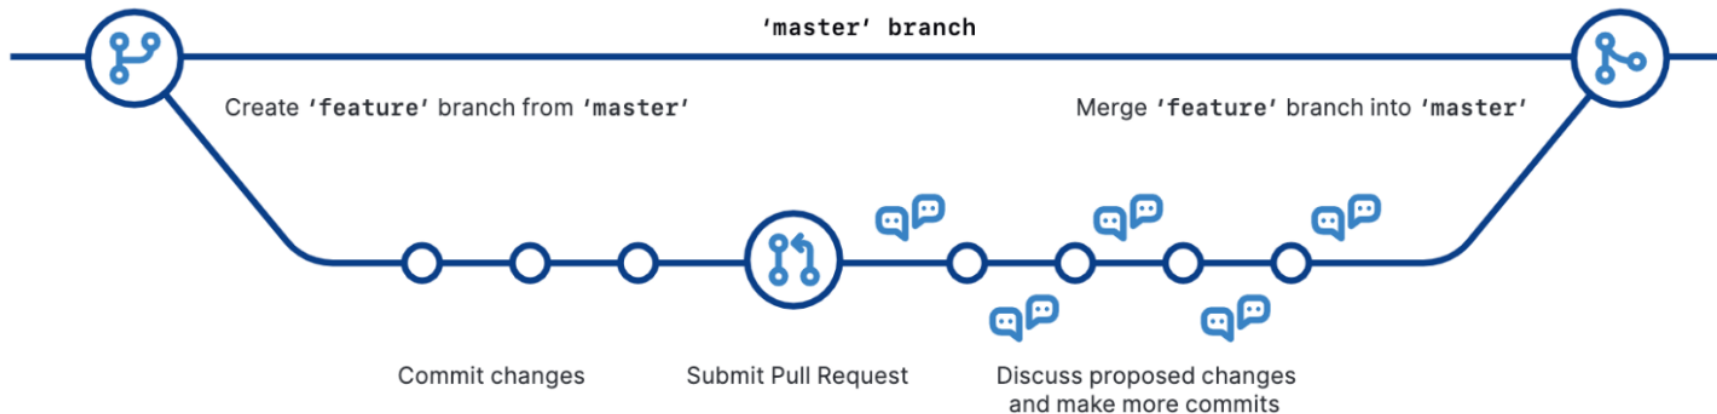 ‘master‘ branch
Create ‘feature‘ branch from ‘master‘
Merge ‘feature‘ branch into ‘master‘
Commit changes
Submit Pull Request
Discuss proposed changes
and make more commits